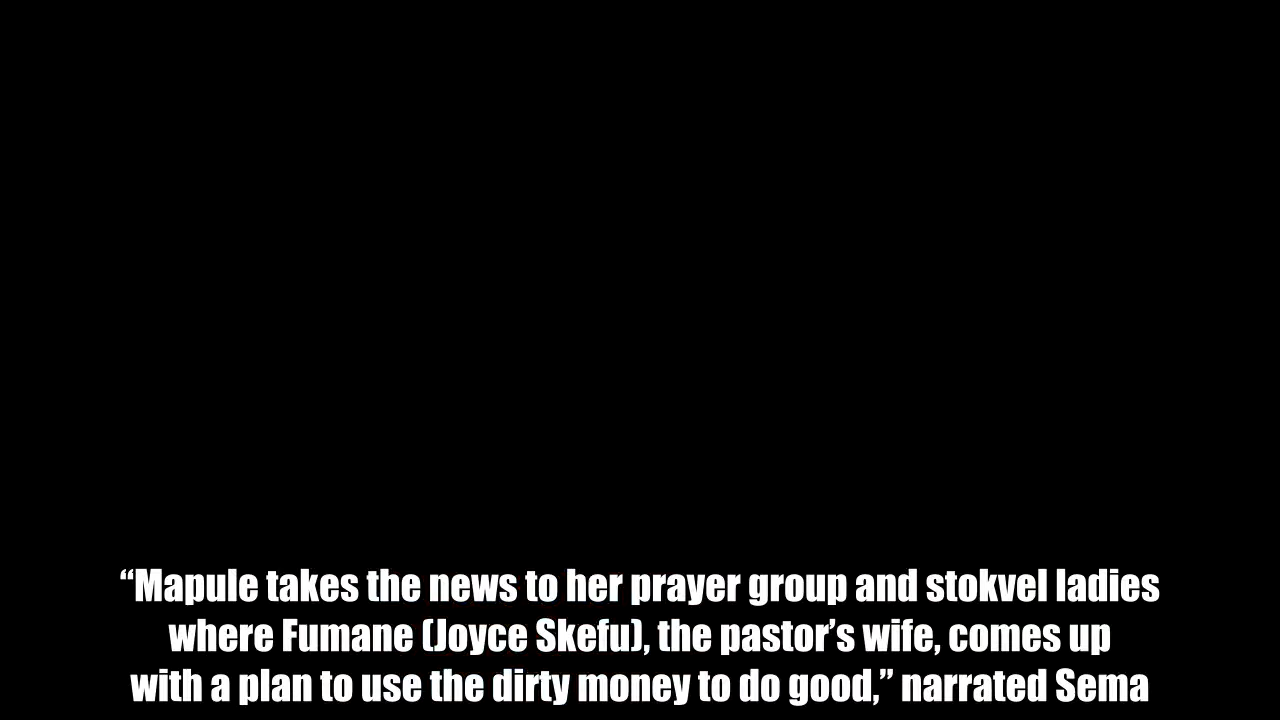 “Mapule takes the news to her prayer group and stokvel ladies
where Fumane (Joyce Skefu), the pastor’s wife, comes up
with a plan to use the dirty money to do good,” narrated Sema